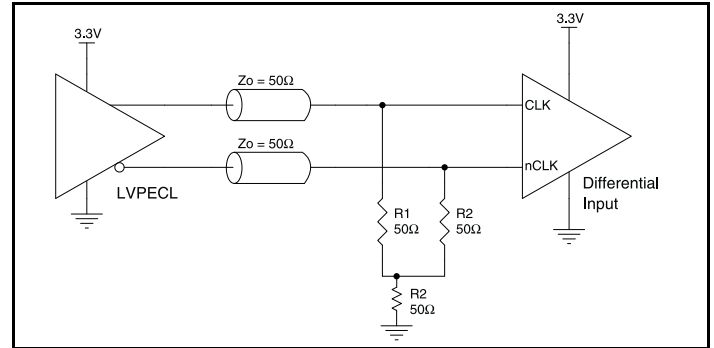 3.3V
3.3V
Zo = 50Ω
CLK
Zo = 50Ω
nCLK
LVPECL
Differential
Input
R1
50Ω
R2
50Ω
R2
50Ω